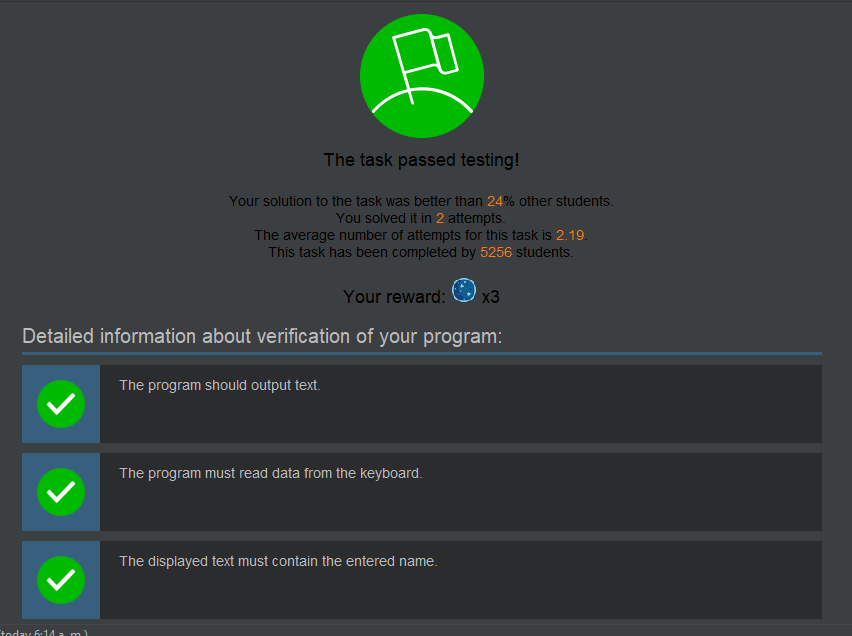 The task passed testing!
Your solution to the task was better than 24% other students.
You solved it in 2 attempts.
The average number of attempts for this task is 2.19
This task has been completed by 5256 students.
Your reward: x3
Detailed information about verification of your program:
The program should output text.
The program must read data from the keyboard.
The displayed text must contain the entered name.
(today 6:14 a. m.)